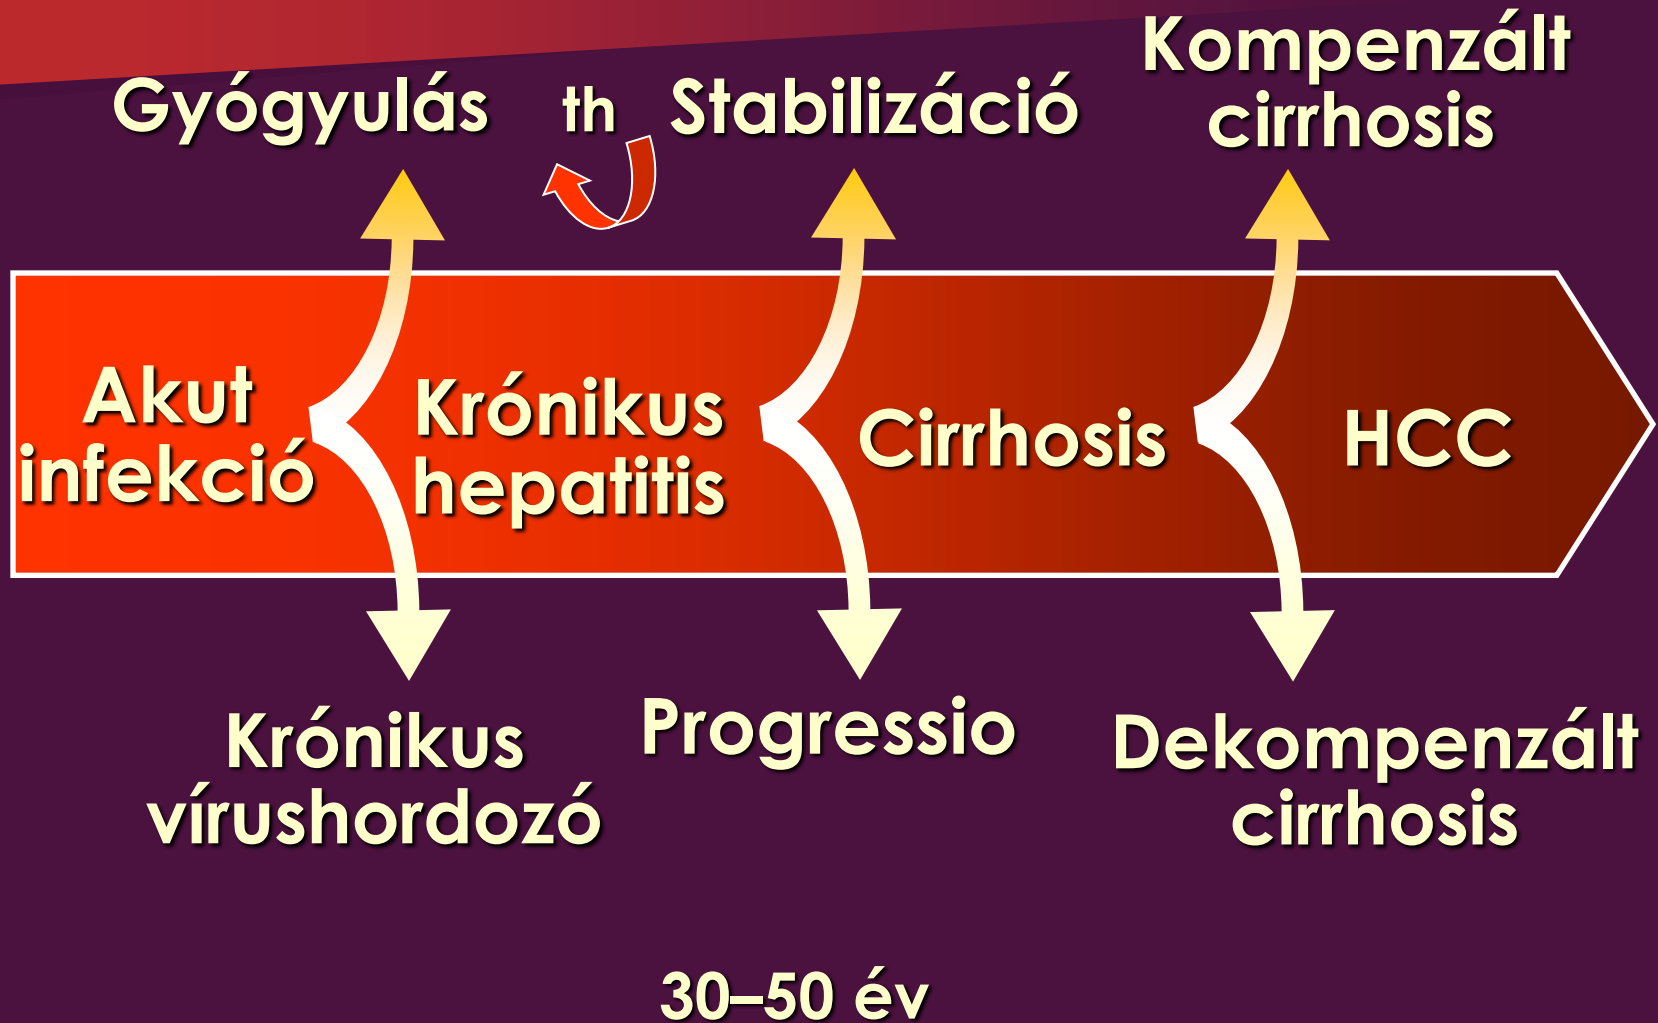 Gyógyulás th Stabilizáció
Kompenzált
cirrhosis
Akut
infekció
Krónikus
hepatitis
Cirrhosis
HCC
Krónikus
vírushordozó
Progressio
Dekompenzált
cirrhosis
30–50 év